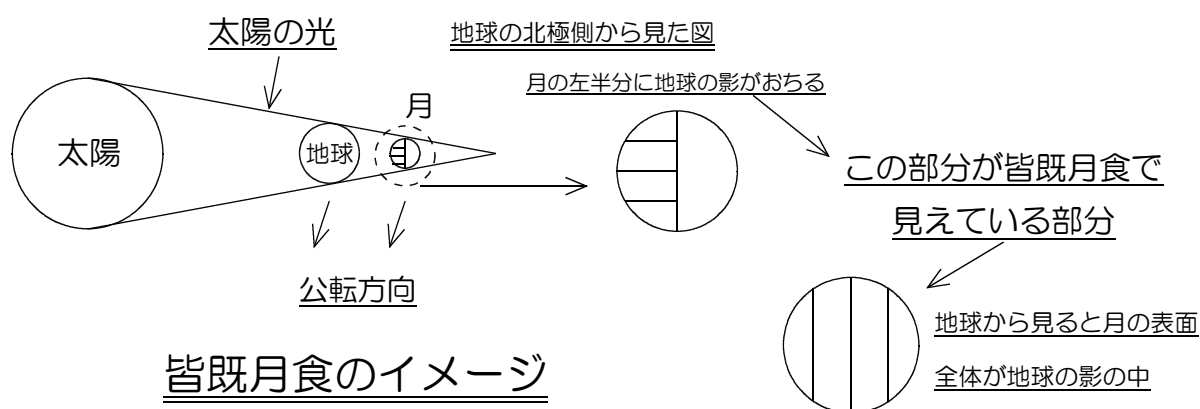 太陽の光
地球の北極側から見た図
月の左半分に地球の影がおちる
月
太陽
地球
この部分が皆既月食で
見えている部分
公転方向
地球から見ると月の表面
全体が地球の影の中
皆既月食のイメージ